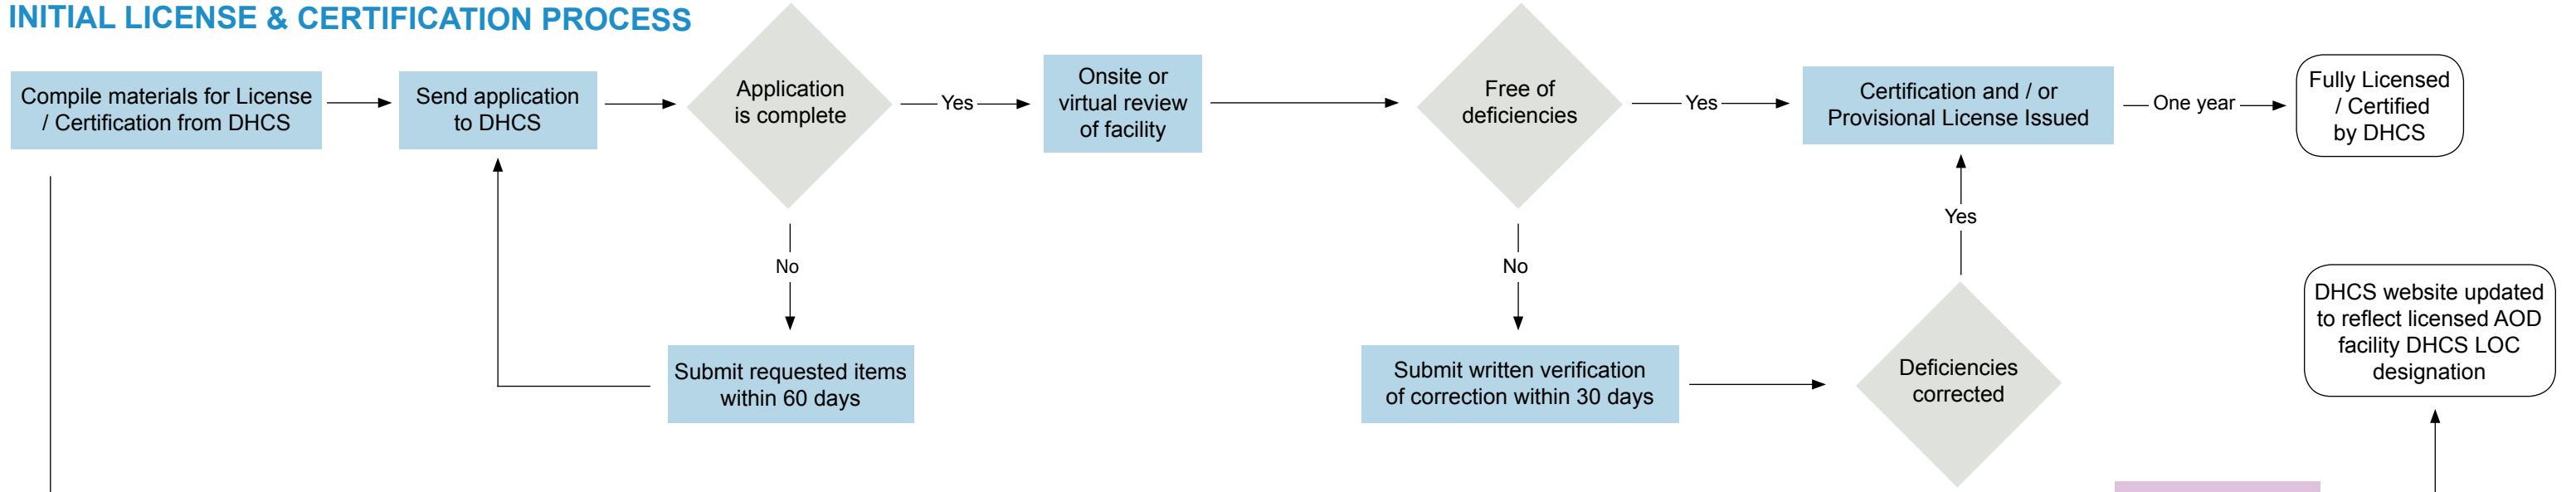 INITIAL LICENSE & CERTIFICATION PROCESS
Compile materials for License
/ Certification from DHCS
Send application
to DHCS
Application
is complete
Yes
Onsite or
virtual review
of facility
Free of
deficiencies
Yes
Certification and / or
Provisional License Issued
One year
Fully Licensed
/ Certified
by DHCS
No
Submit requested items
within 60 days
No
Submit written verification
of correction within 30 days
Deficiencies
corrected
Yes
DHCS website updated
to reflect licensed AOD
facility DHCS LOC
designation